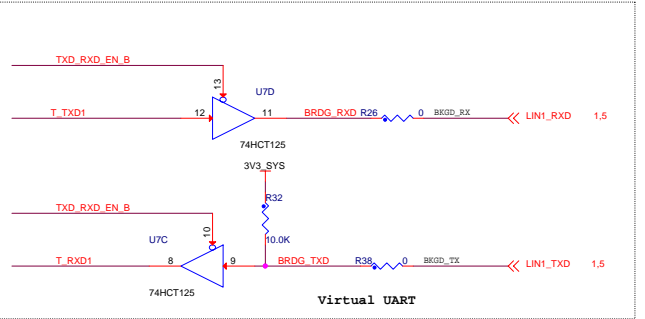 TXD_RXD_EN_B
13
U7D
T_TXD1
12
11
BRDG_RXD
R26
0
BKGD_RX
LIN1_RXD
1,5
74HCT125
3V3_SYS
R32
TXD_RXD_EN_B
10
U7C
10.0K
T_RXD1
8
9
BRDG_TXD
R38
0
BKGD_TX
LIN1_TXD
1,5
74HCT125
Virtual UART